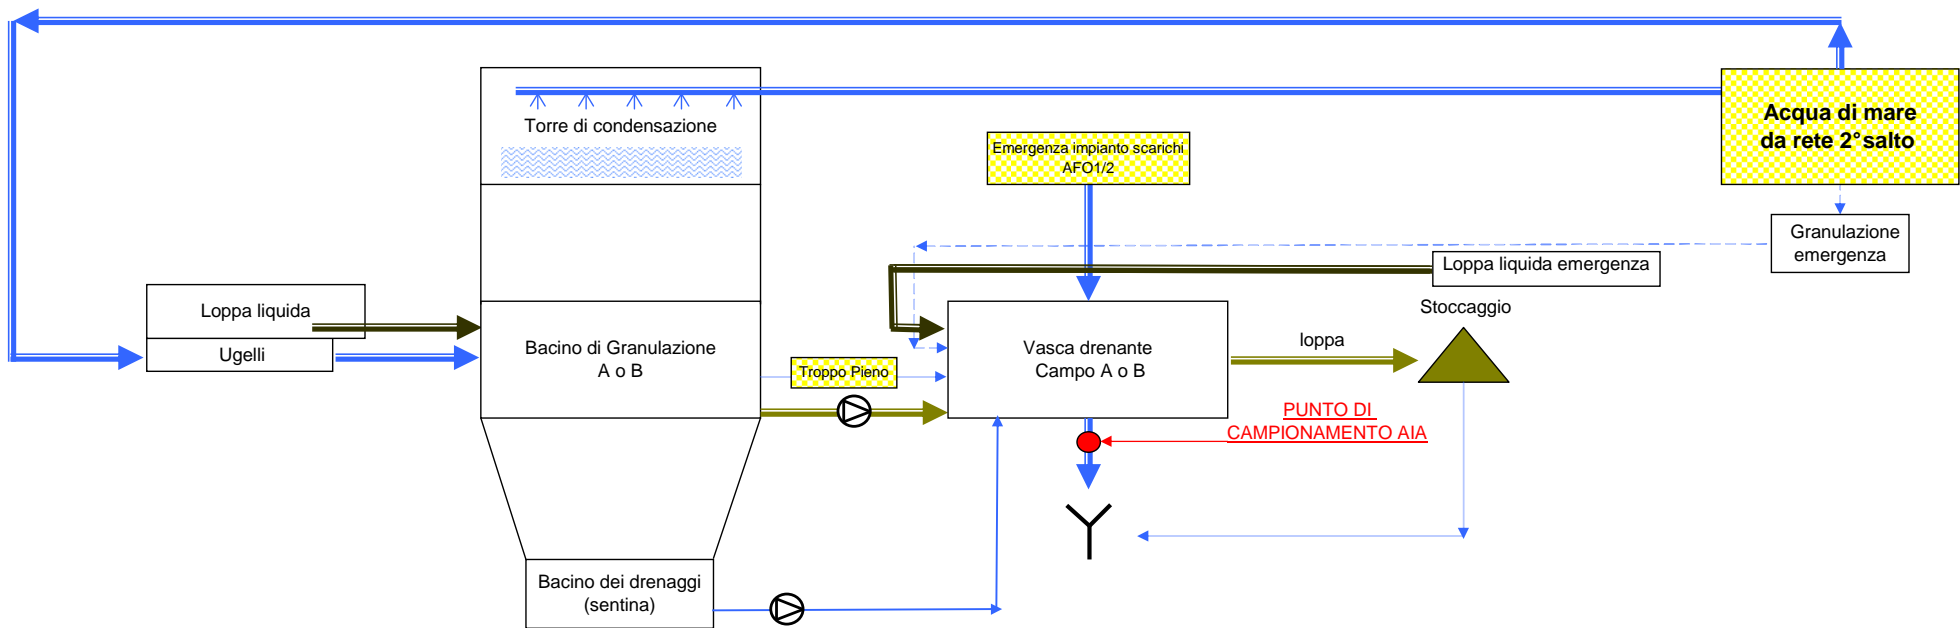 Acqua di mare
da rete 2°salto
Torre di condensazione
Emergenza impianto scarichi
AFO1/2
Granulazione
emergenza
Loppa liquida emergenza
Loppa liquida
Ugelli
Bacino di Granulazione
A o B
Troppo Pieno
Vasca drenante
Campo A o B
loppa
Stoccaggio
PUNTO DI
CAMPIONAMENTO AIA
Bacino dei drenaggi
(sentina)